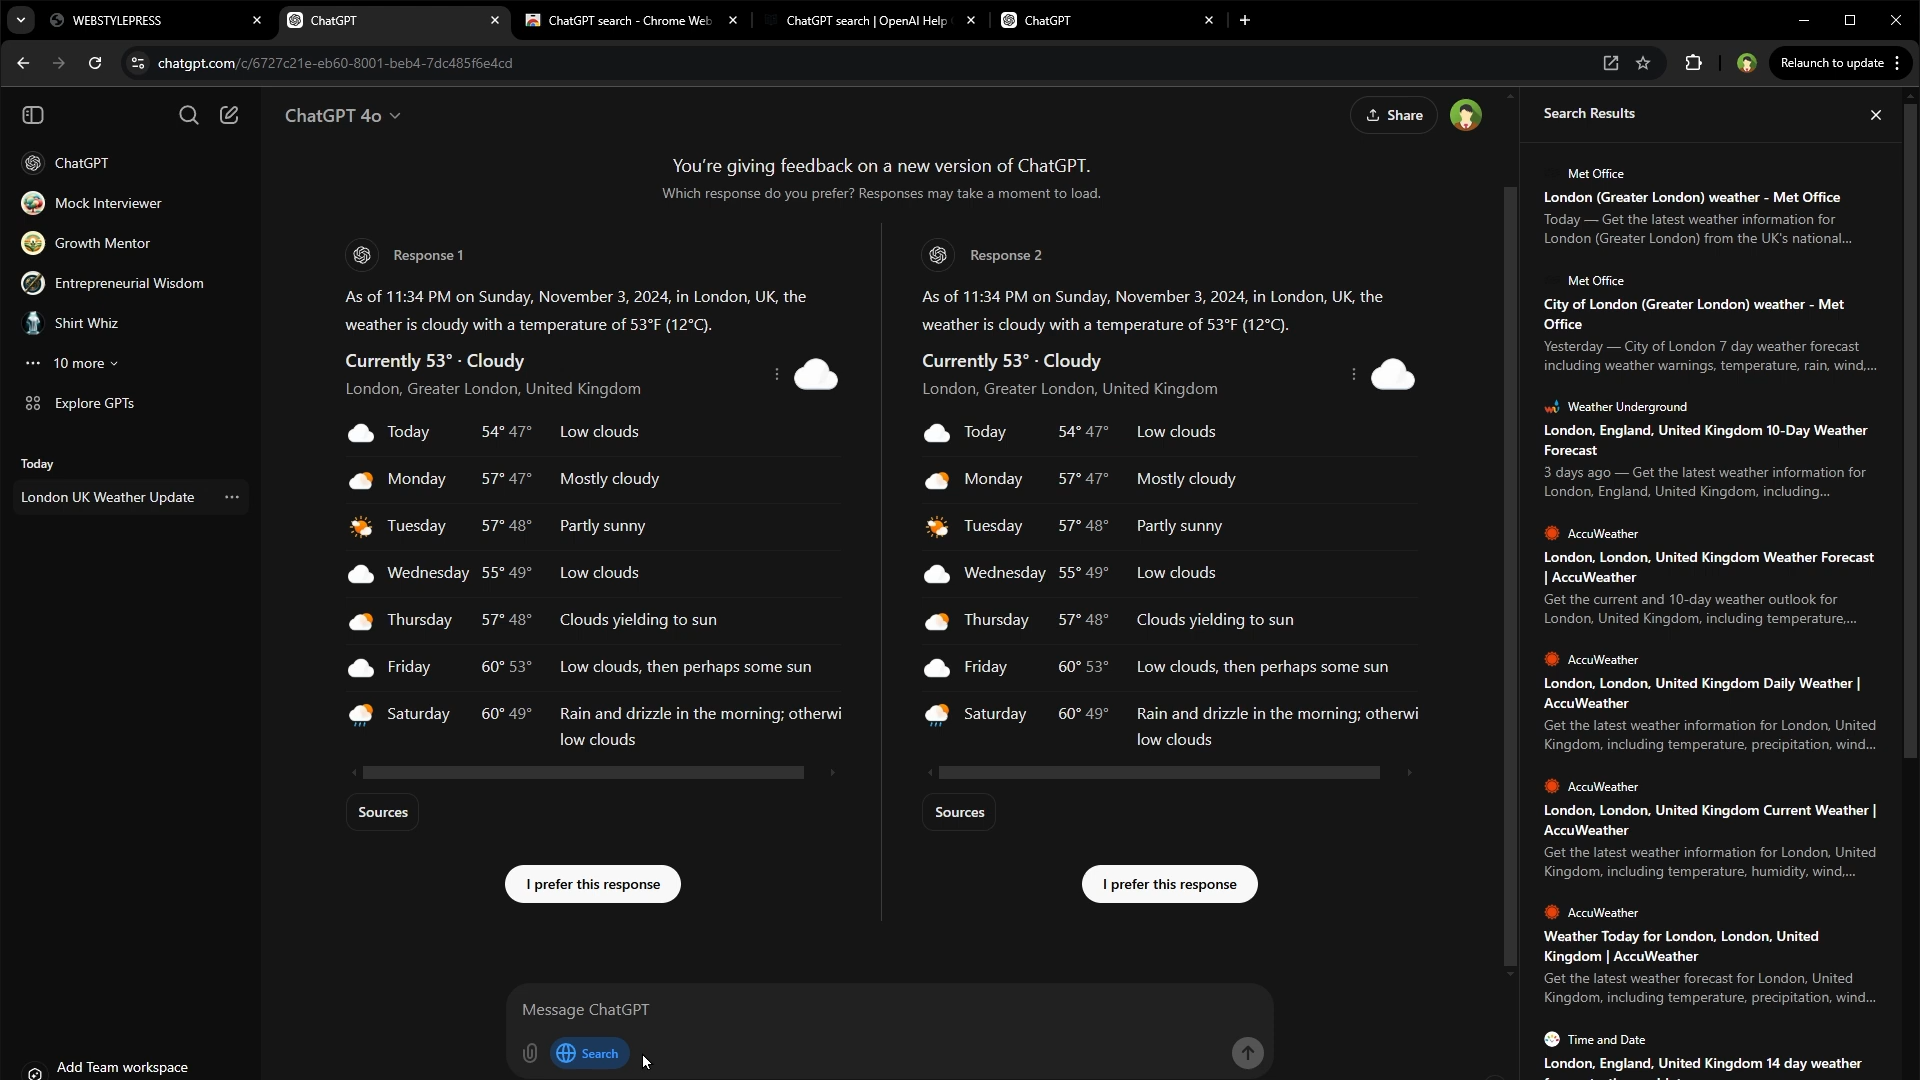 WEBSTYLEPRESS
ChatGPT
ChatGPT search - Chrome Web
ChatGPT search | OpenAI Help
ChatGPT
chatgpt.com/c/6727c21e-eb60-8001-beb4-7dc485f6e4cd
Relaunch to update
ChatGPT
Mock Interviewer
Growth Mentor
Entrepreneurial Wisdom
Shirt Whiz
10 more
Explore GPTs
Today
London UK Weather Update
Add Team workspace
ChatGPT 4o
Share
You're giving feedback on a new version of ChatGPT.
Which response do you prefer? Responses may take a moment to load.
Response 1
As of 11:34 PM on Sunday, November 3, 2024, in London, UK, the
weather is cloudy with a temperature of 53°F (12°C).
Currently 53° · Cloudy
London, Greater London, United Kingdom
Today 54° 47° Low clouds
Monday 57° 47° Mostly cloudy
Tuesday 57° 48° Partly sunny
Wednesday 55° 49° Low clouds
Thursday 57° 48° Clouds yielding to sun
Friday 60° 53° Low clouds, then perhaps some sun
Saturday 60° 49° Rain and drizzle in the morning; otherwi
low clouds
Sources
I prefer this response
Response 2
As of 11:34 PM on Sunday, November 3, 2024, in London, UK, the
weather is cloudy with a temperature of 53°F (12°C).
Currently 53° · Cloudy
London, Greater London, United Kingdom
Today 54° 47° Low clouds
Monday 57° 47° Mostly cloudy
Tuesday 57° 48° Partly sunny
Wednesday 55° 49° Low clouds
Thursday 57° 48° Clouds yielding to sun
Friday 60° 53° Low clouds, then perhaps some sun
Saturday 60° 49° Rain and drizzle in the morning; otherwi
low clouds
Sources
I prefer this response
Message ChatGPT
Search
Search Results
Met Office
London (Greater London) weather - Met Office
Today — Get the latest weather information for
London (Greater London) from the UK's national...
Met Office
City of London (Greater London) weather - Met
Office
Yesterday — City of London 7 day weather forecast
including weather warnings, temperature, rain, wind,...
Weather Underground
London, England, United Kingdom 10-Day Weather
Forecast
3 days ago — Get the latest weather information for
London, England, United Kingdom, including...
AccuWeather
London, London, United Kingdom Weather Forecast
| AccuWeather
Get the current and 10-day weather outlook for
London, United Kingdom, including temperature,...
AccuWeather
London, London, United Kingdom Daily Weather |
AccuWeather
Get the latest weather information for London, United
Kingdom, including temperature, precipitation, wind...
AccuWeather
London, London, United Kingdom Current Weather |
AccuWeather
Get the latest weather information for London, United
Kingdom, including temperature, humidity, wind,...
AccuWeather
Weather Today for London, London, United
Kingdom | AccuWeather
Get the latest weather forecast for London, United
Kingdom, including temperature, precipitation, wind...
Time and Date
London, England, United Kingdom 14 day weather